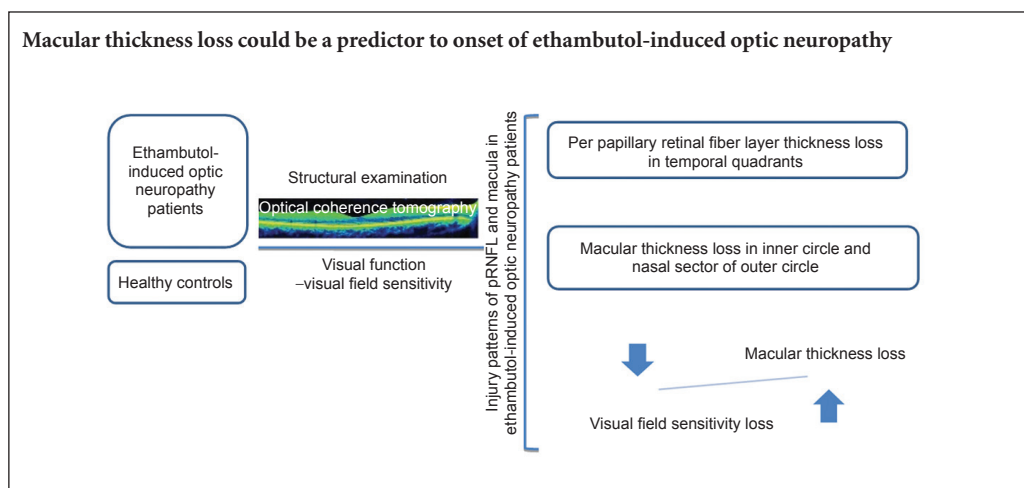 Macular thickness loss could be a predictor to onset of ethambutol-induced optic neuropathy
Ethambutol-
induced optic
neuropathy
patients
Healthy controls
Structural examination
Optical coherence tomography
Visual function
–visual field sensitivity
Injury patterns of pRNFL and macula in
ethambutol-induced optic neuropathy patients
Per papillary retinal fiber layer thickness loss
in temporal quadrants
Macular thickness loss in inner circle and
nasal sector of outer circle
Macular thickness loss
Visual field sensitivity loss